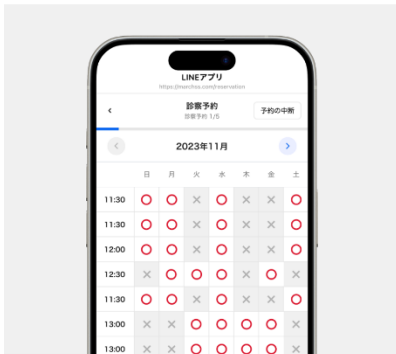 LINEアプリ
https://merchss.com/reservation
診察予約
診察予約 1/5
予約の中断
2023年11月
日 月 火 水 木 金 土
11:30
11:30
12:00
12:30
11:30
13:00
13:00